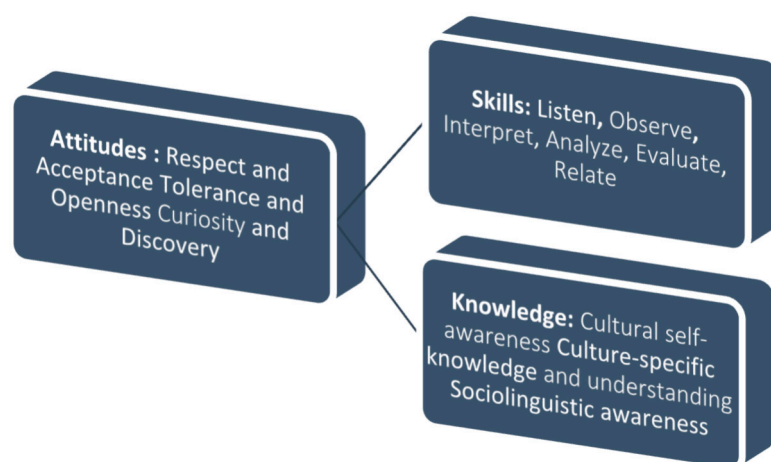 Attitudes : Respect and
Acceptance Tolerance and
Openness Curiosity and
Discovery
Skills: Listen, Observe,
Interpret, Analyze, Evaluate,
Relate
Knowledge: Cultural self-
awareness Culture-specific
knowledge and understanding
Sociolinguistic awareness